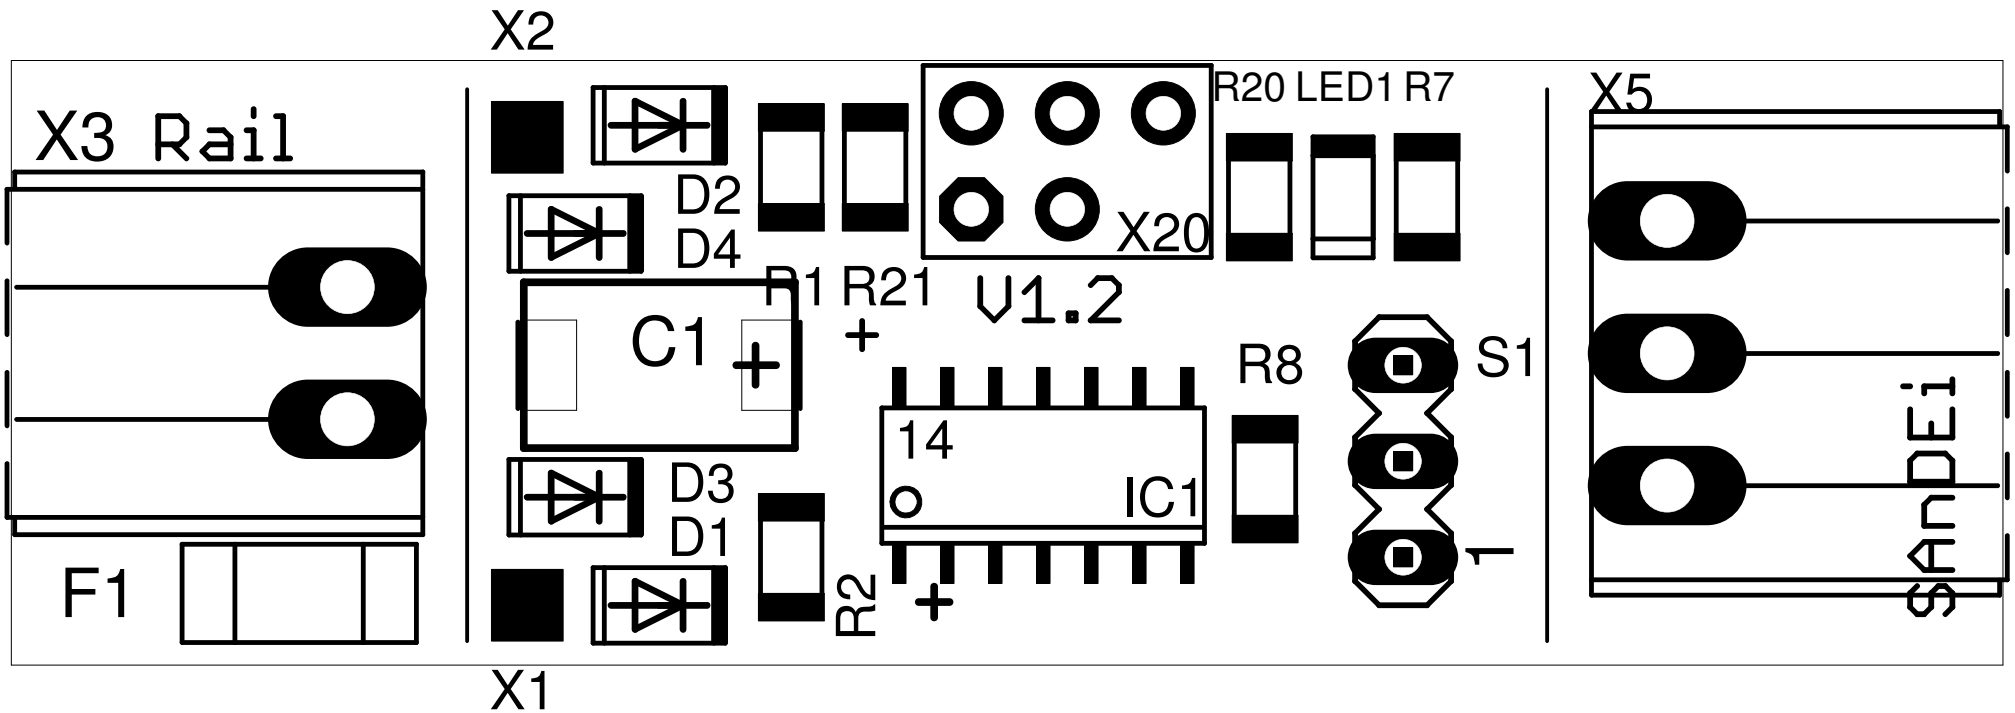 X2
X3 Rail
R20 LED1 R7
X5
D2
D4
X20
R1 R21
V1.2
+
C1 +
R8
S1
14
IC1
D3
D1
F1
R2
+
1
SAnDEi
X1